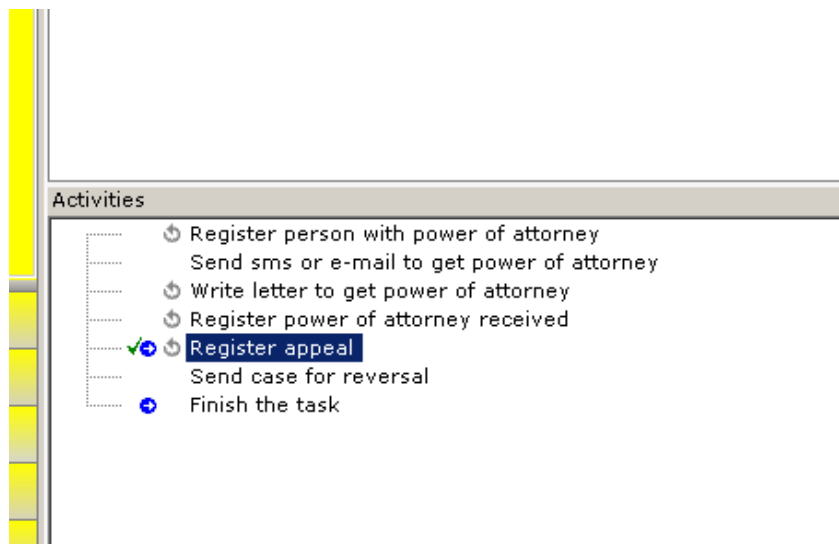 Activities
Register person with power of attorney
Send sms or e-mail to get power of attorney
Write letter to get power of attorney
Register power of attorney received
Register appeal
Send case for reversal
Finish the task